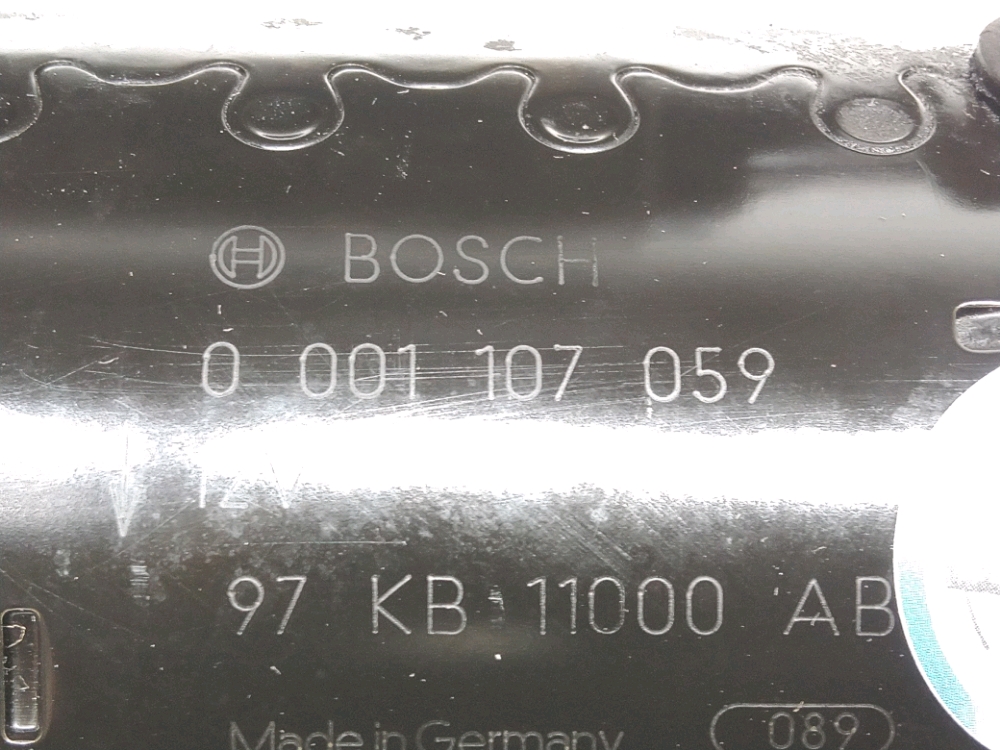 BOSCH
0 001 107 059
12V
97 KB 11000 AB
Made in Germany 089